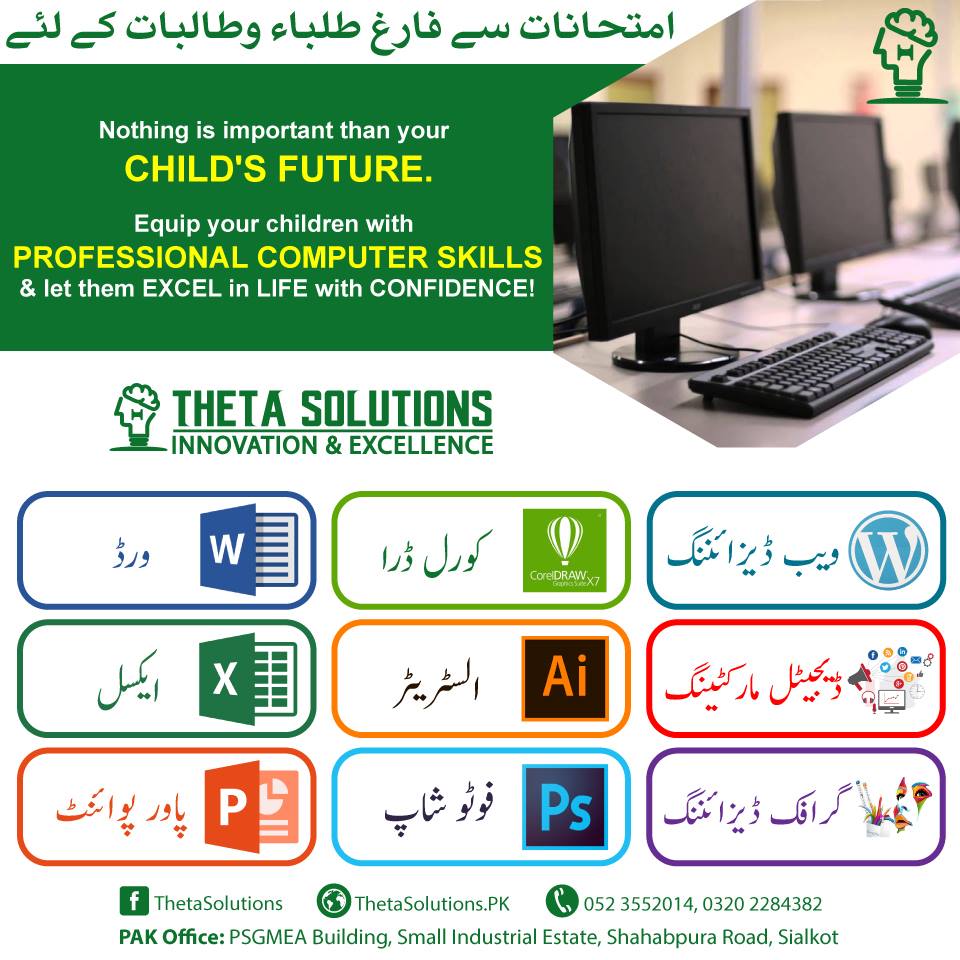 امتحانات سے فارغ طلباء وطالبات کے لئے
Nothing is important than your
CHILD'S FUTURE.
Equip your children with
PROFESSIONAL COMPUTER SKILLS
& let them EXCEL in LIFE with CONFIDENCE!
THETA SOLUTIONS
INNOVATION & EXCELLENCE
ورڈ
W
کورل ڈرا
CorelDRAW
Graphics Suite X7
ویب ڈیزائننگ
W
ایکسل
X
السٹریٹر
Ai
ڈیجیٹل مارکٹینگ
پاور پوائنٹ
P
فوٹو شاپ
Ps
گرافک ڈیزائننگ
f ThetaSolutions ThetaSolutions.PK 052 3552014, 0320 2284382
PAK Office: PSGMEA Building, Small Industrial Estate, Shahabpura Road, Sialkot